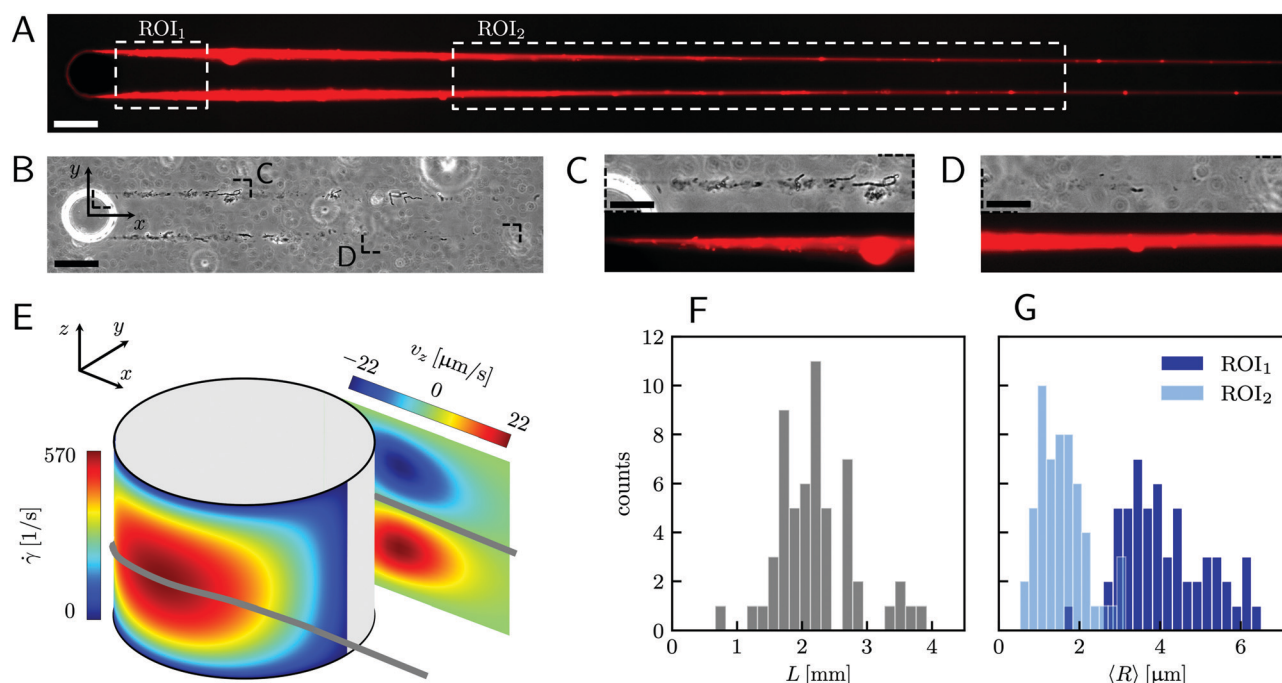 A
ROI₁
ROI₂
B
y
x
C
D
C
D
E
z
y
x
v_z [µm/s]
−22
0
22
570
γ̇ [1/s]
0
F
12
10
8
6
4
2
0
counts
0
1
2
3
4
L [mm]
G
ROI₁
ROI₂
0
2
4
6
⟨R⟩ [µm]